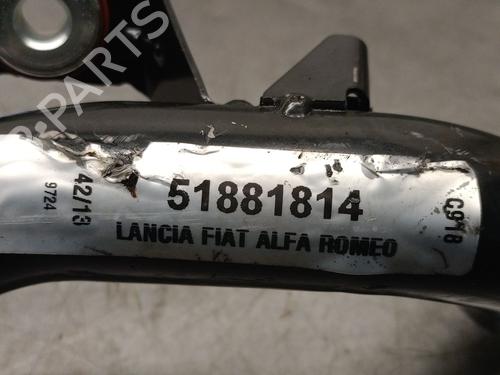 B-PARTS
42/13
9724
51881814
LANCIA FIAT ALFA ROMEO
C918